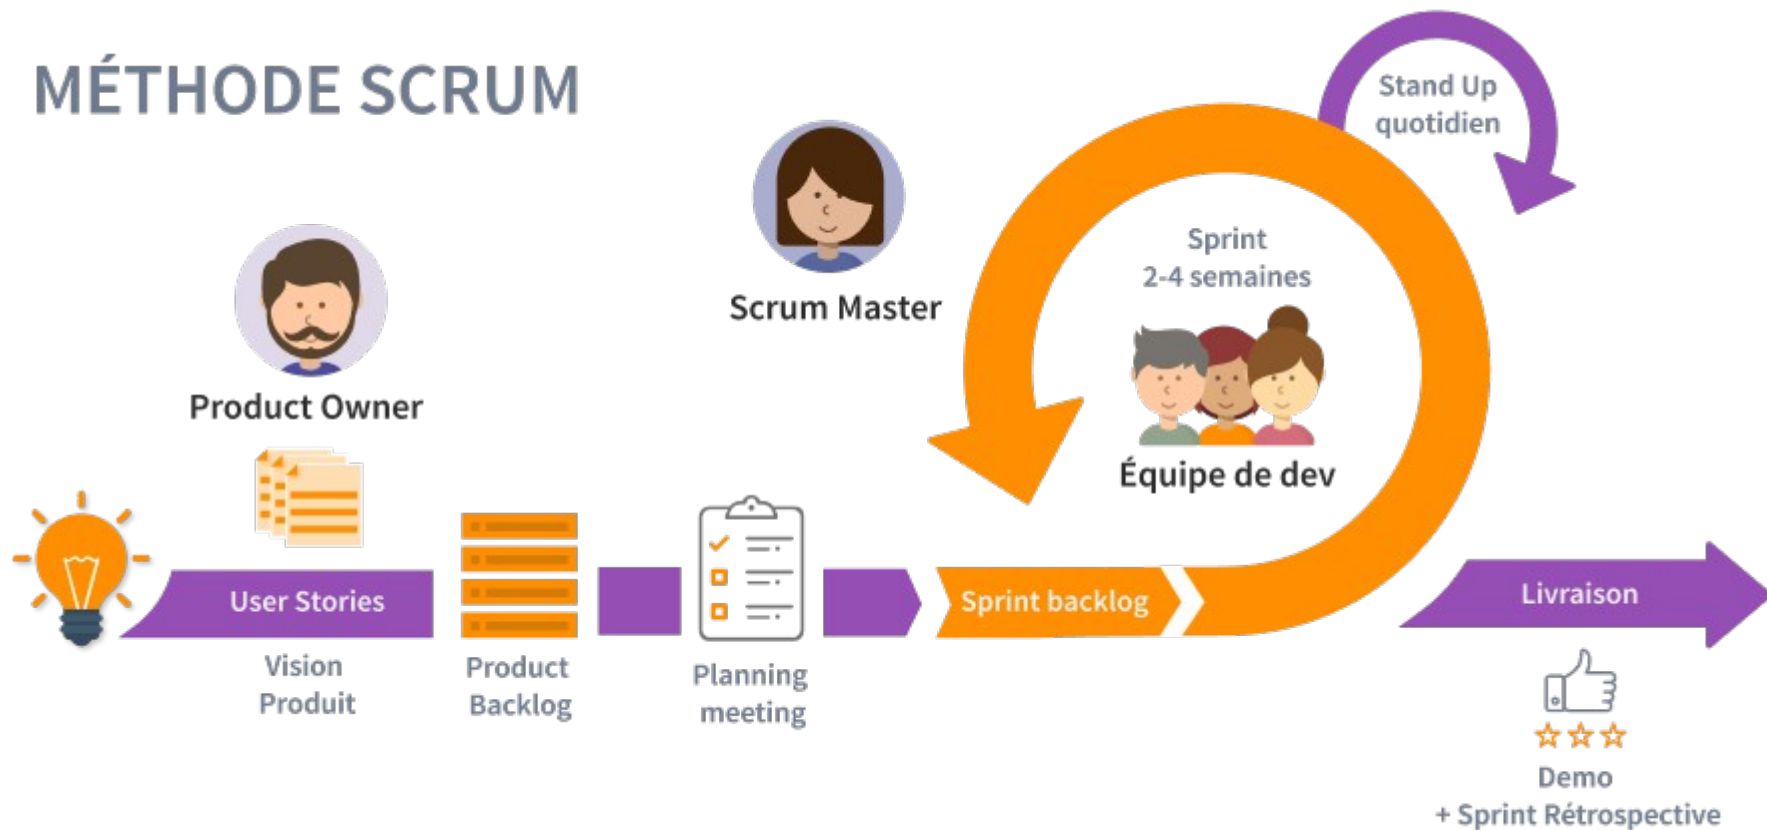 MÉTHODE SCRUM
Stand Up
quotidien
Sprint
2-4 semaines
Scrum Master
Product Owner
Équipe de dev
User Stories
Sprint backlog
Livraison
Vision
Produit
Product
Backlog
Planning
meeting
Demo
+ Sprint Rétrospective